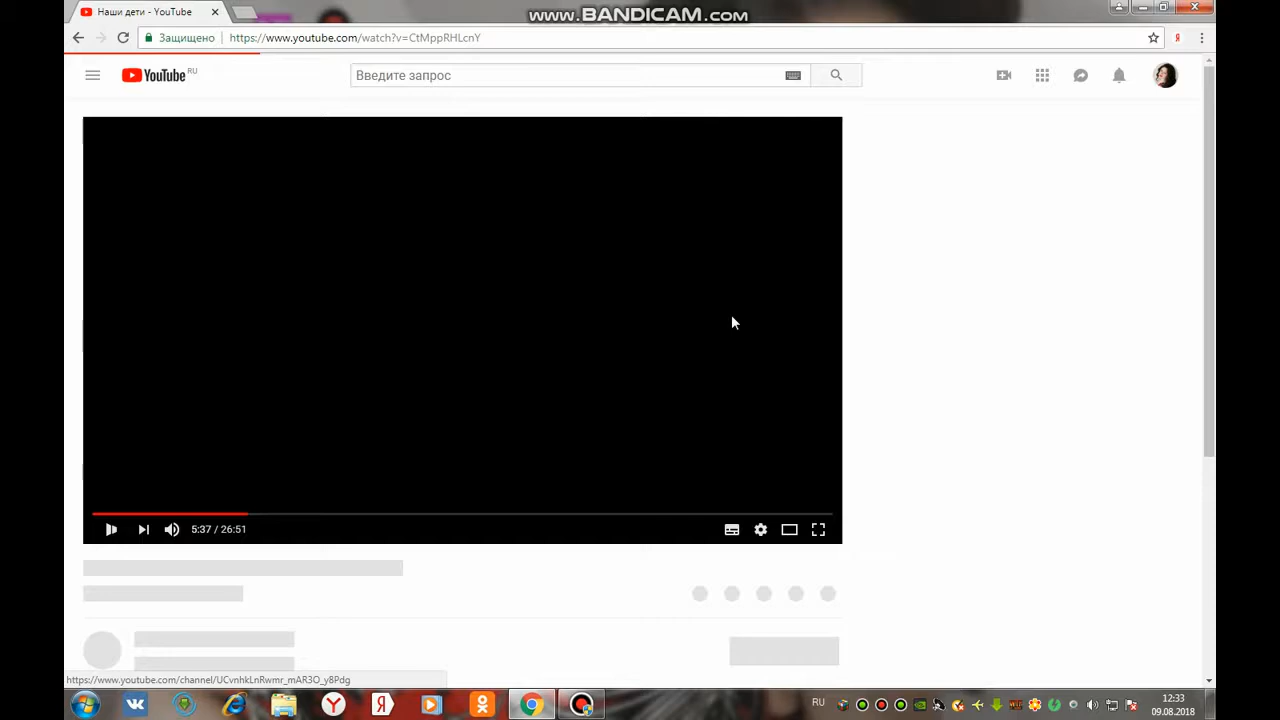 www.BANDICAM.com
Наши дети - YouTube
Защищено
https://www.youtube.com/watch?v=CtMppRHLcnY
YouTube RU
Введите запрос
5:37 / 26:51
https://www.youtube.com/channel/UCvnhkLnRwmr_mAR3O_y8Pdg
RU
12:33
09.08.2018